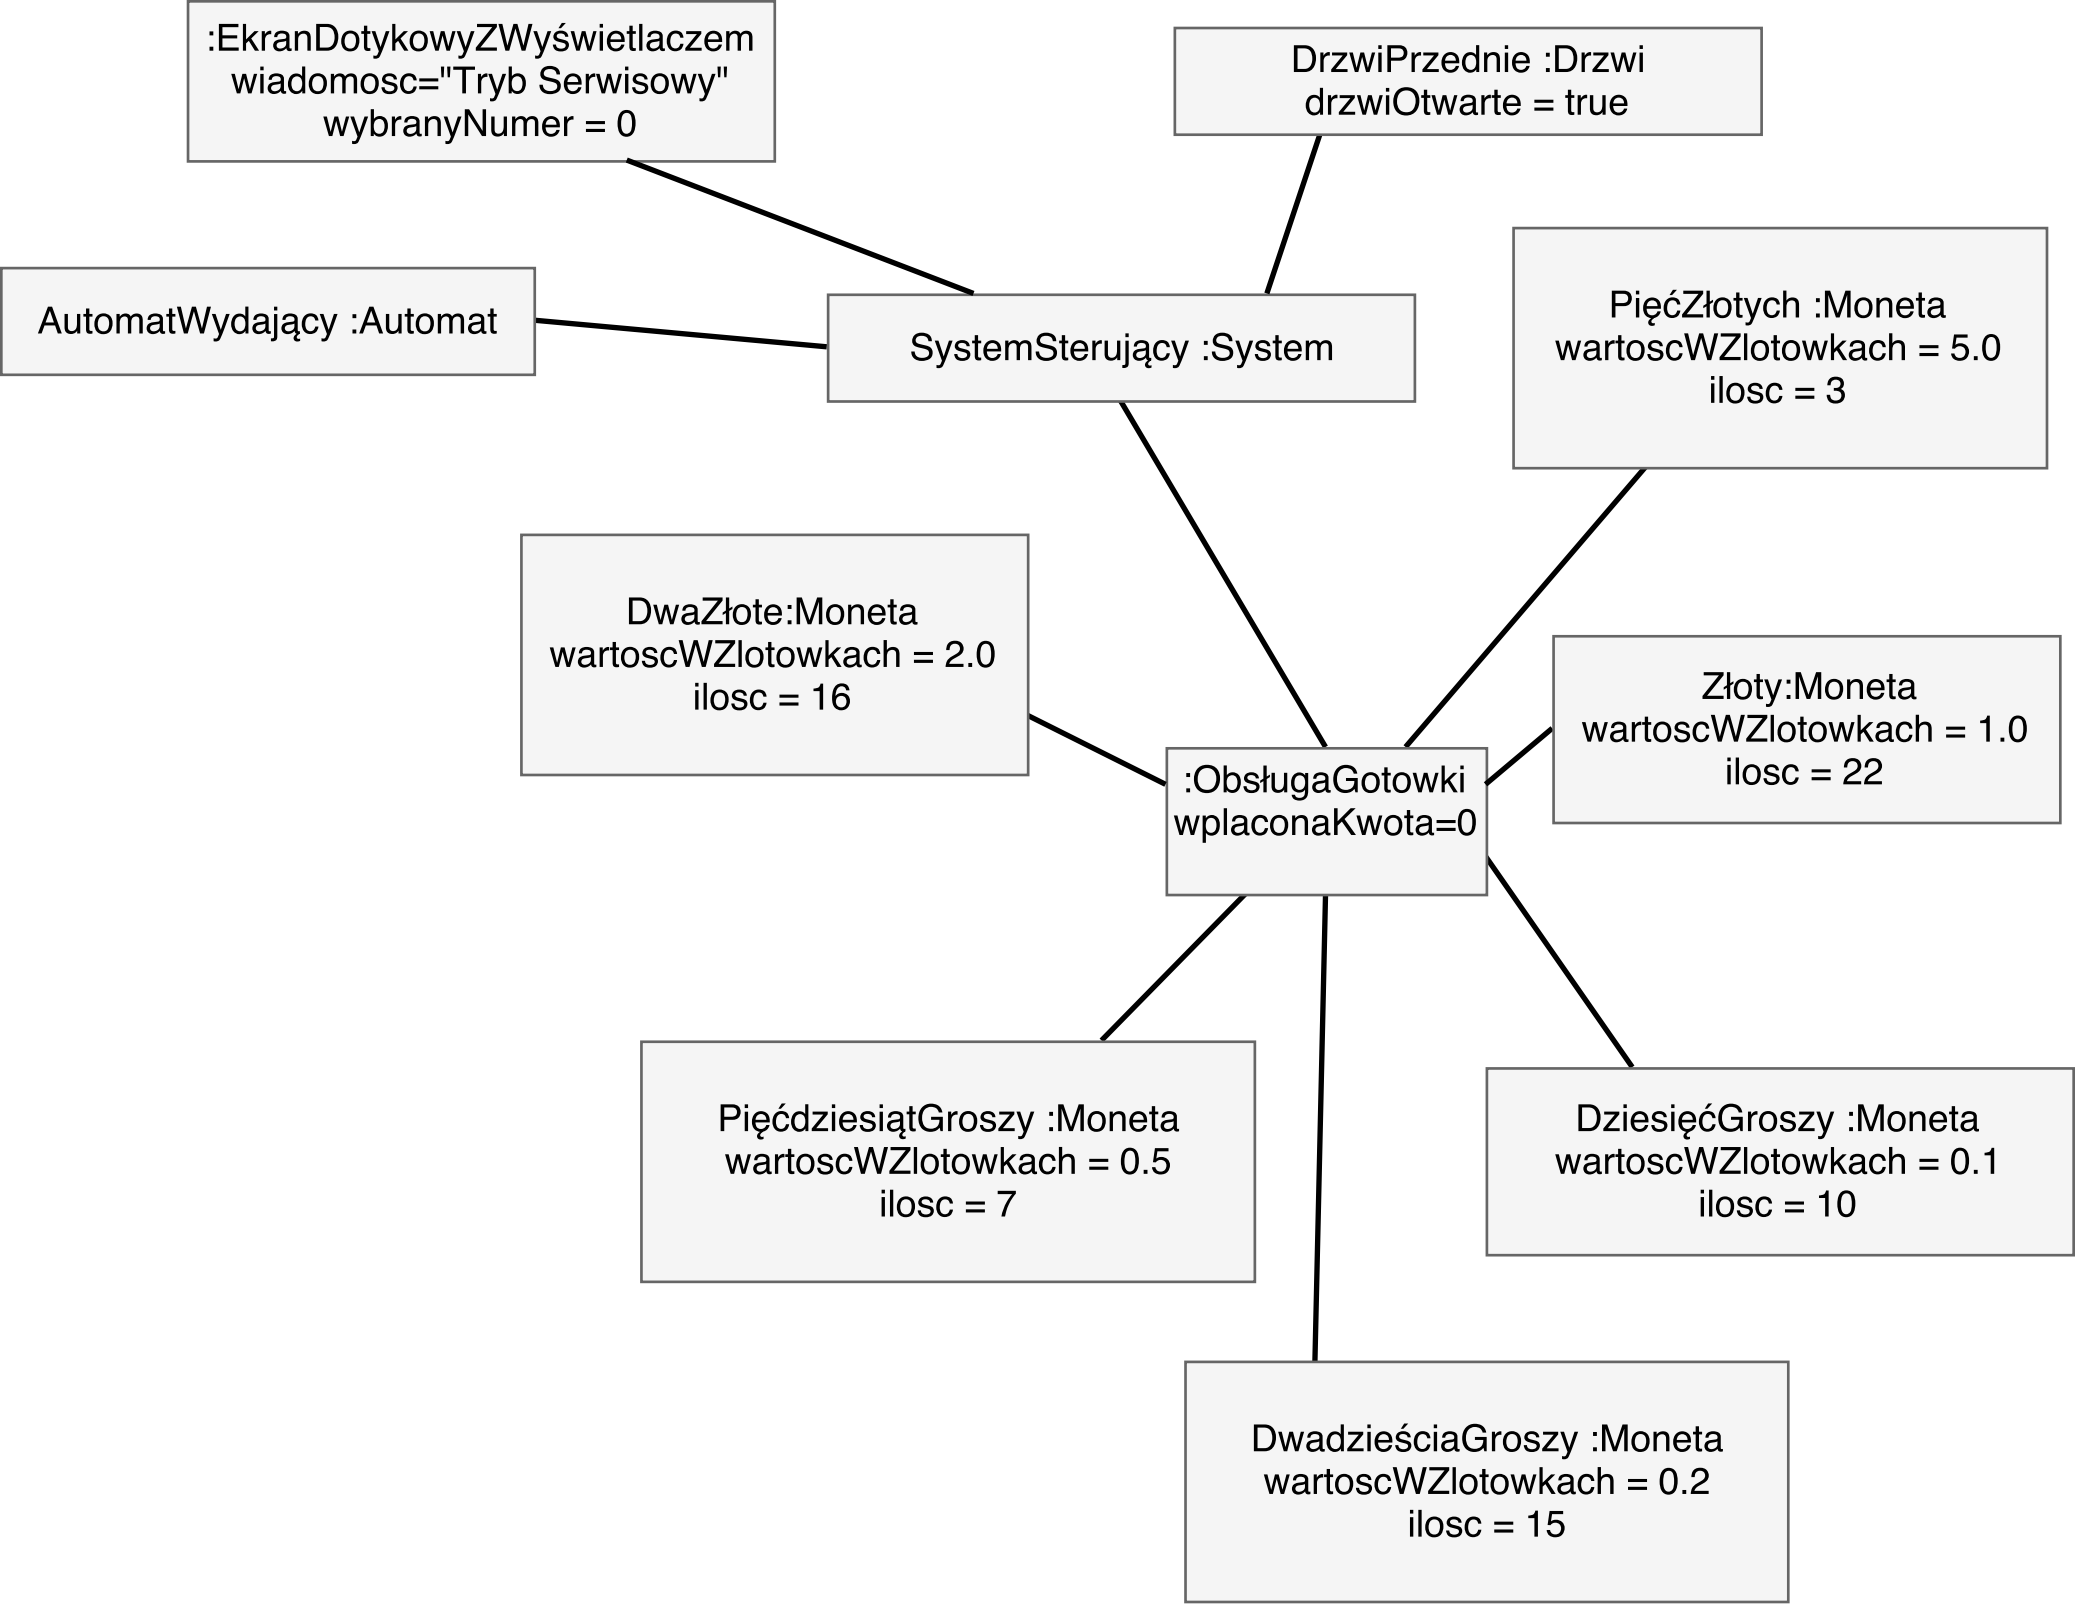 :EkranDotykowyZWyświetlaczem
wiadomosc="Tryb Serwisowy"
wybranyNumer = 0
DrzwiPrzednie :Drzwi
drzwiOtwarte = true
AutomatWydający :Automat
SystemSterujący :System
PięćZłotych :Moneta
wartoscWZlotowkach = 5.0
ilosc = 3
DwaZłote:Moneta
wartoscWZlotowkach = 2.0
ilosc = 16
Złoty:Moneta
wartoscWZlotowkach = 1.0
ilosc = 22
:ObsługaGotowki
wplaconaKwota=0
PięćdziesiątGroszy :Moneta
wartoscWZlotowkach = 0.5
ilosc = 7
DziesięćGroszy :Moneta
wartoscWZlotowkach = 0.1
ilosc = 10
DwadzieściaGroszy :Moneta
wartoscWZlotowkach = 0.2
ilosc = 15